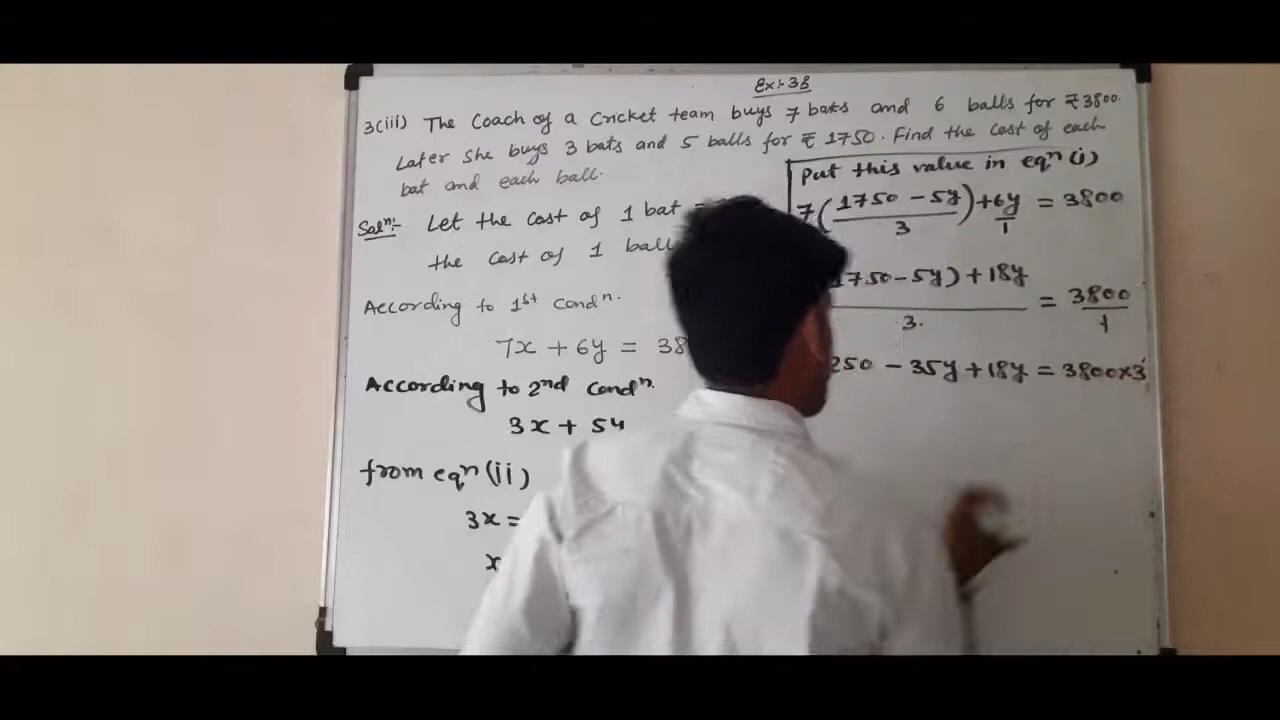 Ex:- 3B
3(iii) The Coach of a Cricket team buys 7 bats and 6 balls for ₹3800.
Later She buys 3 bats and 5 balls for ₹ 1750. Find the Cost of each
bat and each ball.
Solⁿ:- Let the Cost of 1 bat
the Cost of 1 ball
According to 1st Condⁿ.
7x + 6y = 38
According to 2nd Condⁿ.
3x + 5y
from eqⁿ (ii)
3x =
x
Put this value in eqⁿ (i)
7(1750 - 5y)/3 + 6y/1 = 3800
1750 - 5y) + 18y / 3. = 3800/1
250 - 35y + 18y = 3800x3